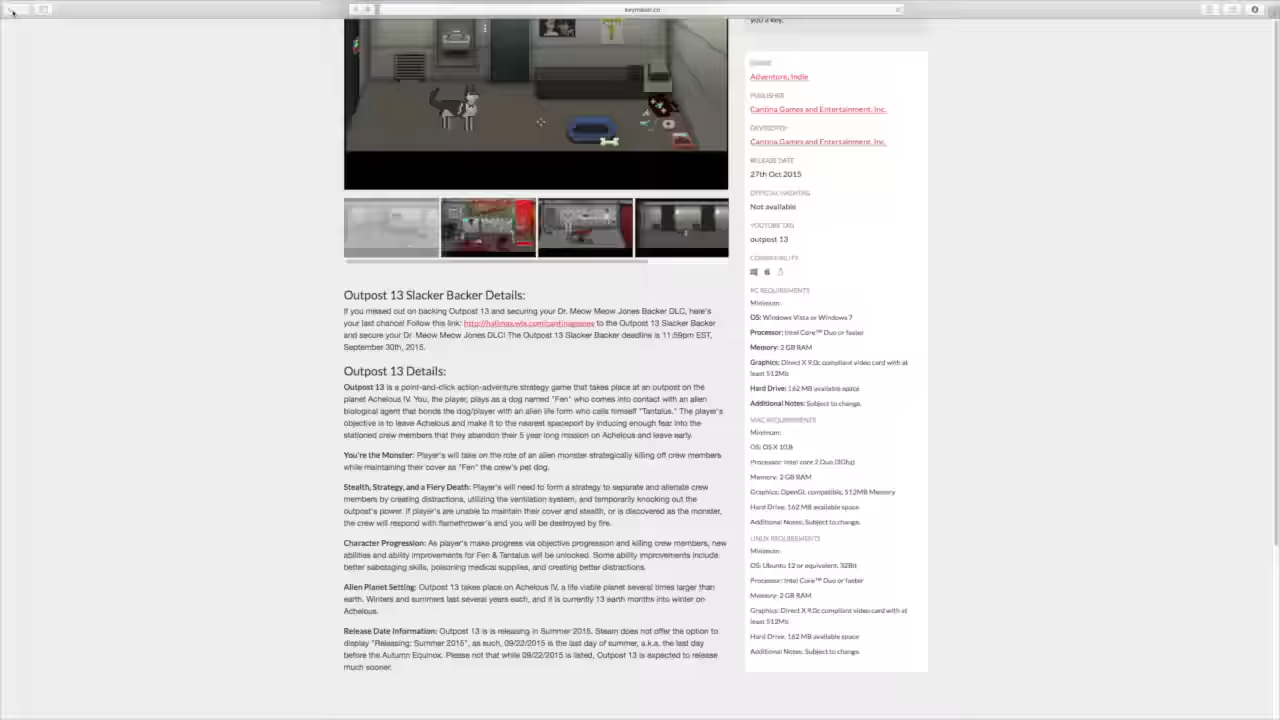 keymailer.co
you a key.
GENRE
Adventure, Indie
PUBLISHER
Cantina Games and Entertainment, Inc.
DEVELOPER
Cantina Games and Entertainment, Inc.
RELEASE DATE
27th Oct 2015
OFFICIAL HASHTAG
Not available
YOUTUBE TAG
outpost 13
COMPATIBILITY
PC REQUIREMENTS
Minimum:
OS: Windows Vista or Windows 7
Processor: Intel Core™ Duo or faster
Memory: 2 GB RAM
Graphics: Direct X 9.0c compliant video card with at
least 512Mb
Hard Drive: 162 MB available space
Additional Notes: Subject to change.
MAC REQUIREMENTS
Minimum:
OS: OS X 10.8
Processor: Intel core 2 Duo (3Ghz)
Memory: 2 GB RAM
Graphics: OpenGL compatible, 512MB Memory
Hard Drive: 162 MB available space
Additional Notes: Subject to change.
LINUX REQUIREMENTS
Minimum:
OS: Ubuntu 12 or equivalent, 32Bit
Processor: Intel Core™ Duo or faster
Memory: 2 GB RAM
Graphics: Direct X 9.0c compliant video card with at
least 512Mb
Hard Drive: 162 MB available space
Additional Notes: Subject to change.
Outpost 13 Slacker Backer Details:
If you missed out on backing Outpost 13 and securing your Dr. Meow Meow Jones Backer DLC, here's
your last chance! Follow this link: to the Outpost 13 Slacker Backer
and secure your Dr. Meow Meow Jones DLC! The Outpost 13 Slacker Backer deadline is 11:59pm EST,
September 30th, 2015.
Outpost 13 Details:
Outpost 13 is a point-and-click action-adventure strategy game that takes place at an outpost on the
planet Achelous IV. You, the player, plays as a dog named "Fen" who comes into contact with an alien
biological agent that bonds the dog/player with an alien life form who calls himself "Tantalus." The player's
objective is to leave Achelous and make it to the nearest spaceport by inducing enough fear into the
stationed crew members that they abandon their 5 year long mission on Achelous and leave early.
You're the Monster: Player's will take on the role of an alien monster strategically killing off crew members
while maintaining their cover as "Fen" the crew's pet dog.
Stealth, Strategy, and a Fiery Death: Player's will need to form a strategy to separate and alienate crew
members by creating distractions, utilizing the ventilation system, and temporarily knocking out the
outpost's power. If player's are unable to maintain their cover and stealth, or is discovered as the monster,
the crew will respond with flamethrower's and you will be destroyed by fire.
Character Progression: As player's make progress via objective progression and killing crew members, new
abilities and ability improvements for Fen & Tantalus will be unlocked. Some ability improvements include
better sabotaging skills, poisoning medical supplies, and creating better distractions.
Alien Planet Setting: Outpost 13 takes place on Achelous IV, a life viable planet several times larger than
earth. Winters and summers last several years each, and it is currently 13 earth months into winter on
Achelous.
Release Date Information: Outpost 13 is is releasing in Summer 2015. Steam does not offer the option to
display "Releasing: Summer 2015", as such, 09/22/2015 is the last day of summer, a.k.a. the last day
before the Autumn Equinox. Please not that while 09/22/2015 is listed, Outpost 13 is expected to release
much sooner.